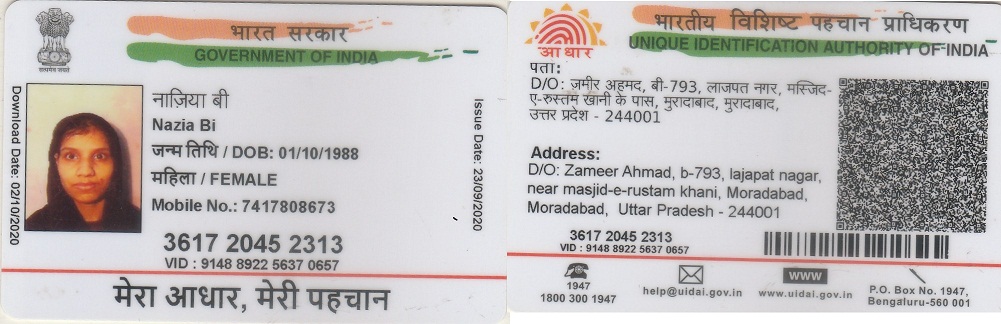 भारत सरकार
GOVERNMENT OF INDIA
सत्यमेव जयते
Download Date: 02/10/2020
नाज़िया बी
Nazia Bi
जन्म तिथि / DOB: 01/10/1988
महिला / FEMALE
Mobile No.: 7417808673
Issue Date: 23/09/2020
3617 2045 2313
VID : 9148 8922 5637 0657
मेरा आधार, मेरी पहचान
भारतीय विशिष्ट पहचान प्राधिकरण
UNIQUE IDENTIFICATION AUTHORITY OF INDIA
आधार
पता:
D/O: ज़मीर अहमद, बी-793, लाजपत नगर, मस्जिद-
ए-रुस्तम खानी के पास, मुरादाबाद, मुरादाबाद,
उत्तर प्रदेश - 244001
Address:
D/O: Zameer Ahmad, b-793, lajapat nagar,
near masjid-e-rustam khani, Moradabad,
Moradabad, Uttar Pradesh - 244001
3617 2045 2313
VID : 9148 8922 5637 0657
1947
1800 300 1947
help@uidai.gov.in
www
www.uidai.gov.in
P.O. Box No. 1947,
Bengaluru-560 001